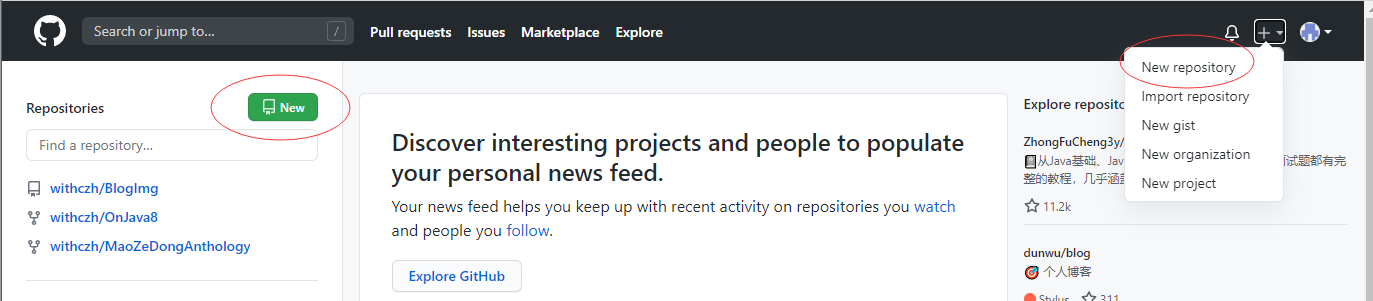 Search or jump to...
/
Pull requests
Issues
Marketplace
Explore
Repositories
New
Find a repository...
withczh/BlogImg
withczh/OnJava8
withczh/MaoZeDongAnthology
Discover interesting projects and people to populate
your personal news feed.
Your news feed helps you keep up with recent activity on repositories you watch
and people you follow.
Explore GitHub
New repository
Import repository
New gist
New organization
New project
Explore reposito
ZhongFuCheng3y/
从Java基础、Jav
试题都有完
整的教程，几乎涵
11.2k
dunwu/blog
个人博客
Stylus
311